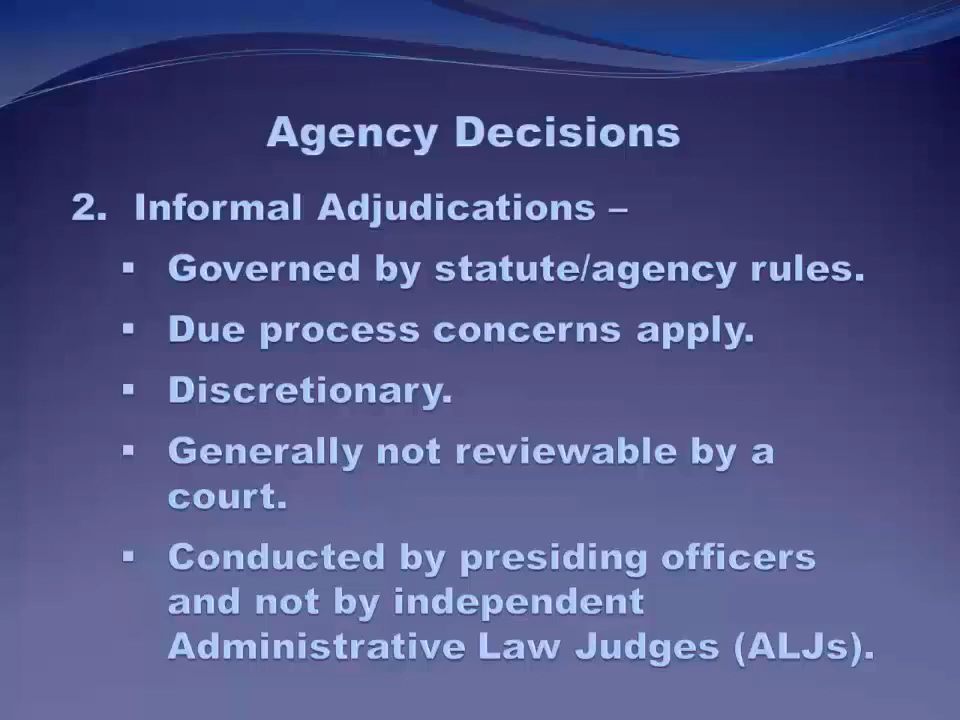 Agency Decisions
2. Informal Adjudications –
▪ Governed by statute/agency rules.
▪ Due process concerns apply.
▪ Discretionary.
▪ Generally not reviewable by a
court.
▪ Conducted by presiding officers
and not by independent
Administrative Law Judges (ALJs).